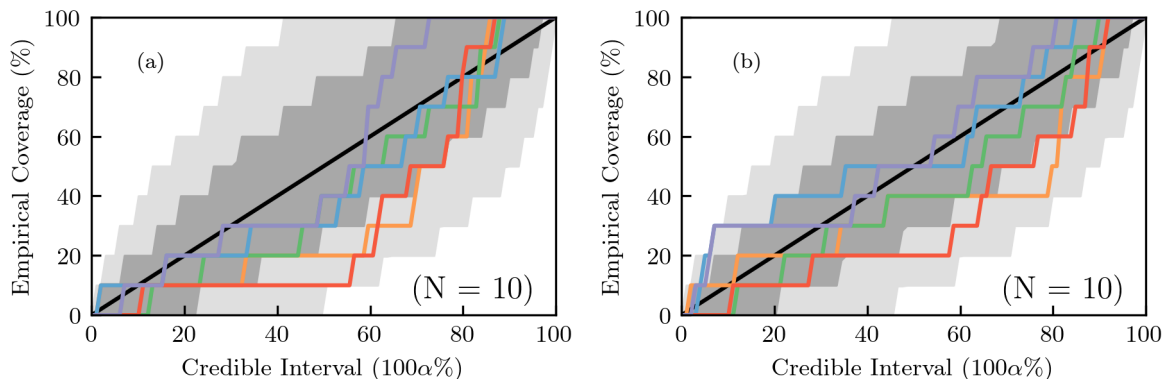 100
80
60
40
20
0
Empirical Coverage (%)
(a)
(N = 10)
0 20 40 60 80 100
Credible Interval (100α%)
100
80
60
40
20
0
Empirical Coverage (%)
(b)
(N = 10)
0 20 40 60 80 100
Credible Interval (100α%)